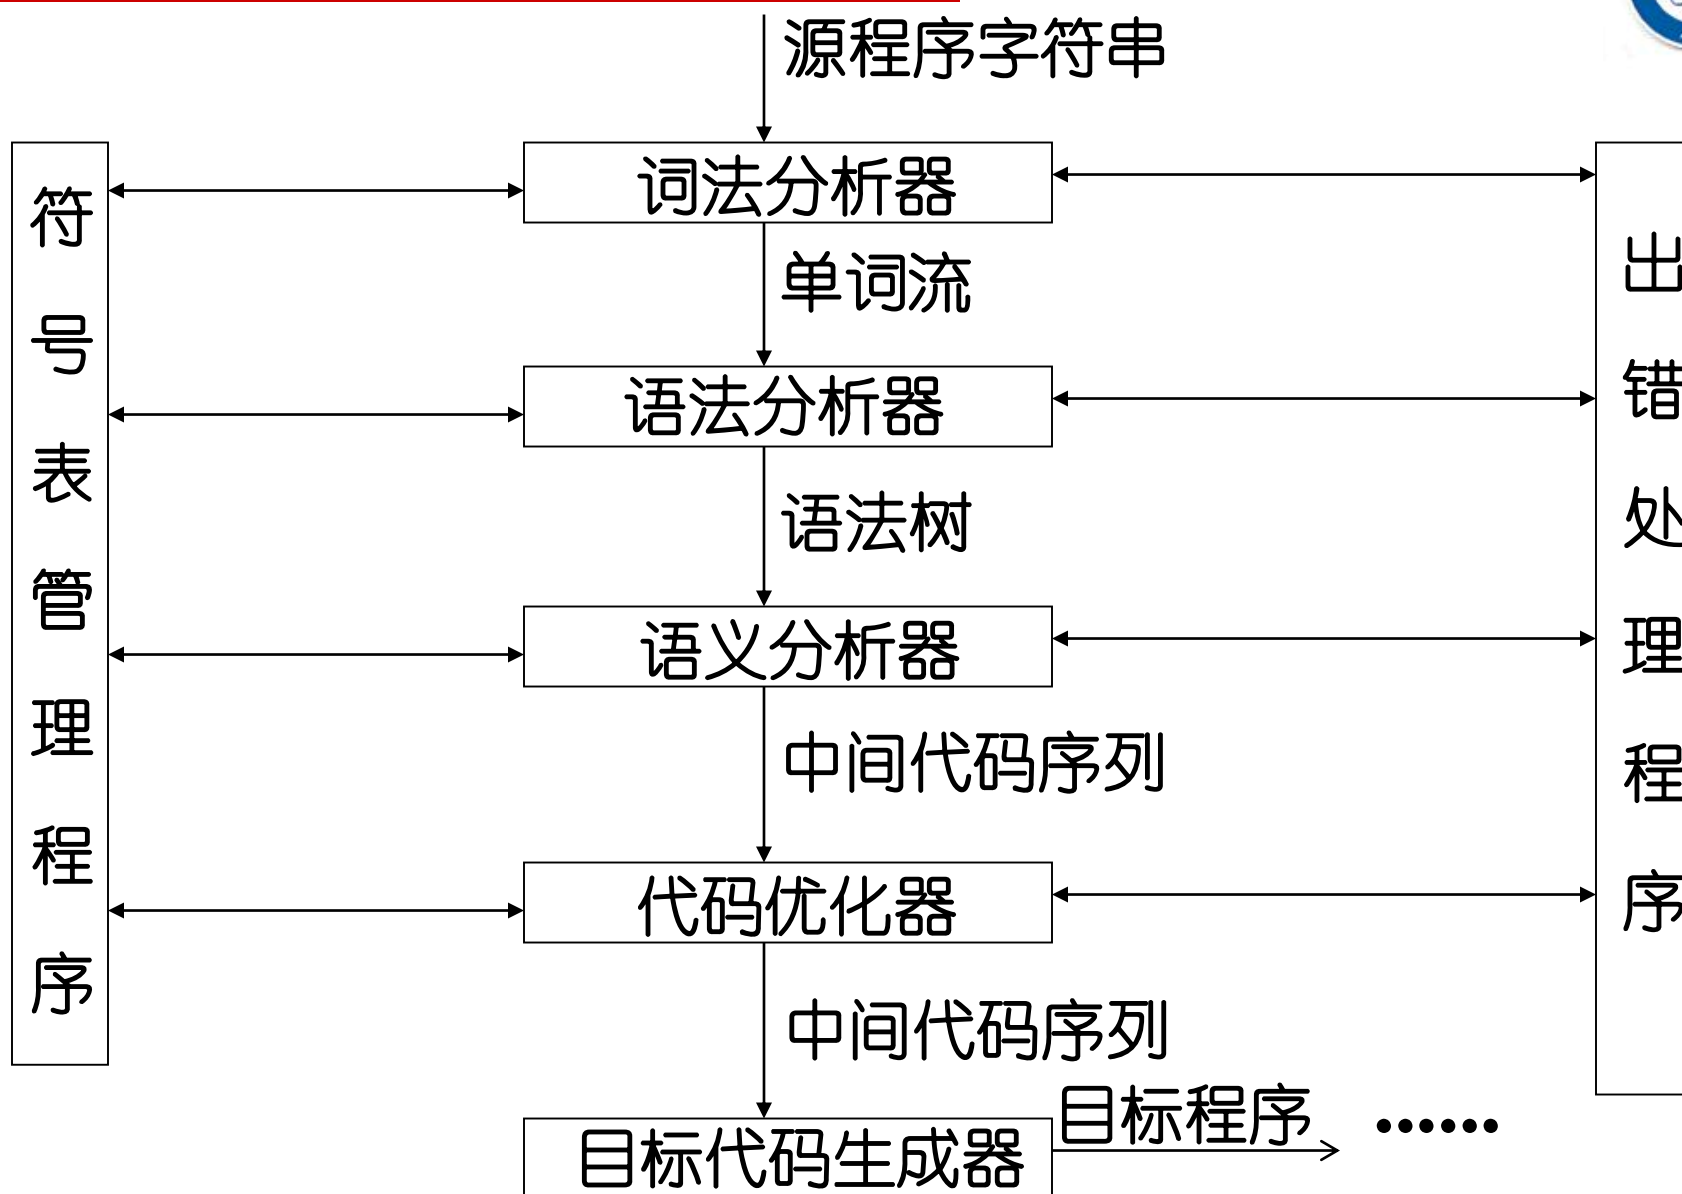 源程序字符串
词法分析器
单词流
语法分析器
语法树
语义分析器
中间代码序列
代码优化器
中间代码序列
目标代码生成器
目标程序 ······
符号表管理程序
出错处理程序